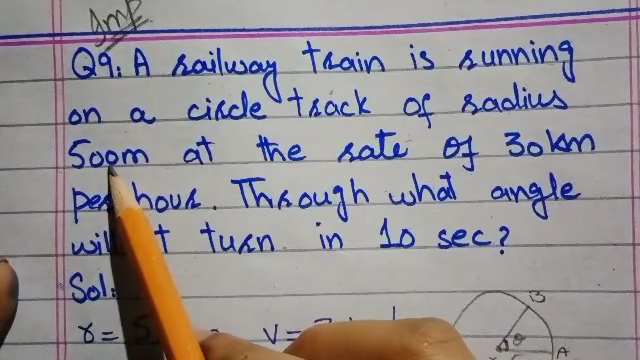 Imp
Q9: A railway train is running
on a circle track of radius
500m at the rate of 30km
per hour. Through what angle
will it turn in 10 sec?
Sol:
r = 5 V =
B
θ A